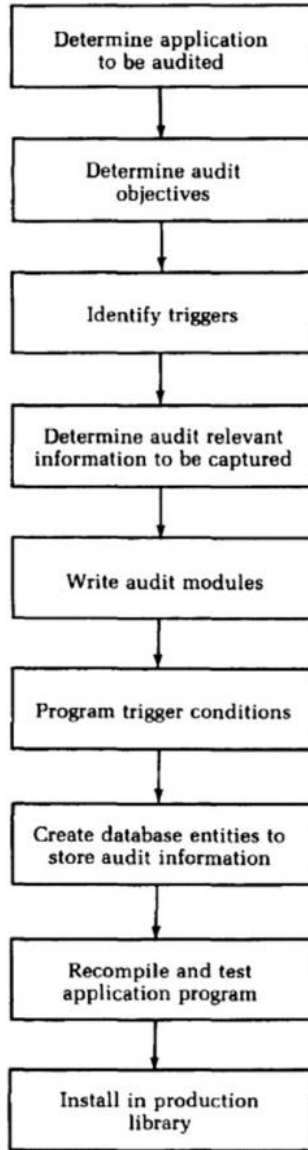 Determine application
to be audited
Determine audit
objectives
Identify triggers
Determine audit relevant
information to be captured
Write audit modules
Program trigger conditions
Create database entities to
store audit information
Recompile and test
application program
Install in production
library